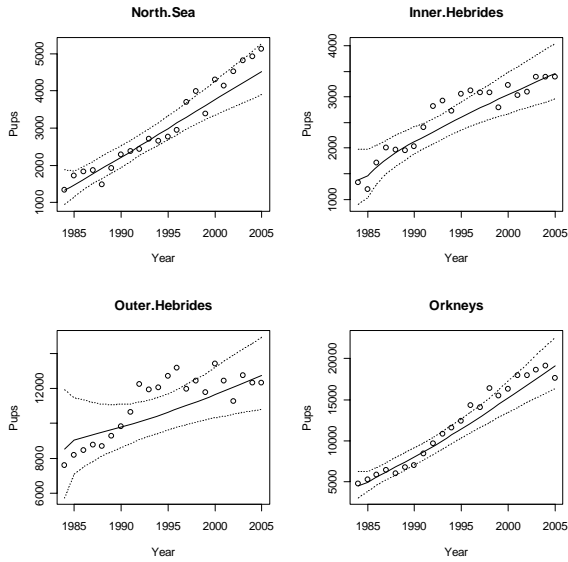 North.Sea
Pups
1000 2000 3000 4000 5000
1985 1990 1995 2000 2005
Year
Inner.Hebrides
Pups
1000 2000 3000 4000
1985 1990 1995 2000 2005
Year
Outer.Hebrides
Pups
6000 8000 10000 12000
1985 1990 1995 2000 2005
Year
Orkneys
Pups
5000 10000 15000 20000
1985 1990 1995 2000 2005
Year